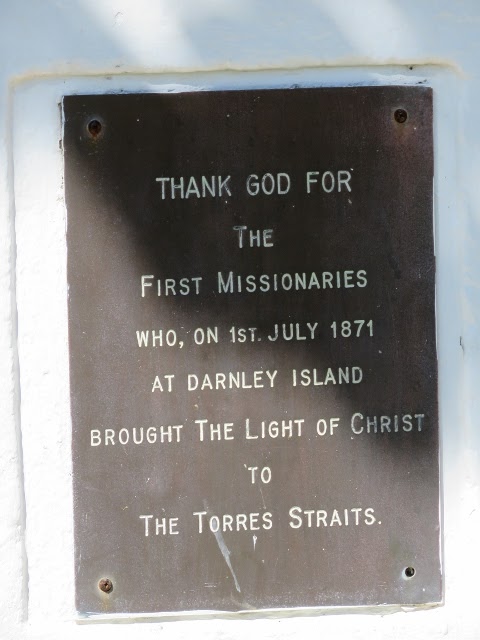 THANK GOD FOR
THE
FIRST MISSIONARIES
WHO, ON 1ST. JULY 1871
AT DARNLEY ISLAND
BROUGHT THE LIGHT OF CHRIST
TO
THE TORRES STRAITS.